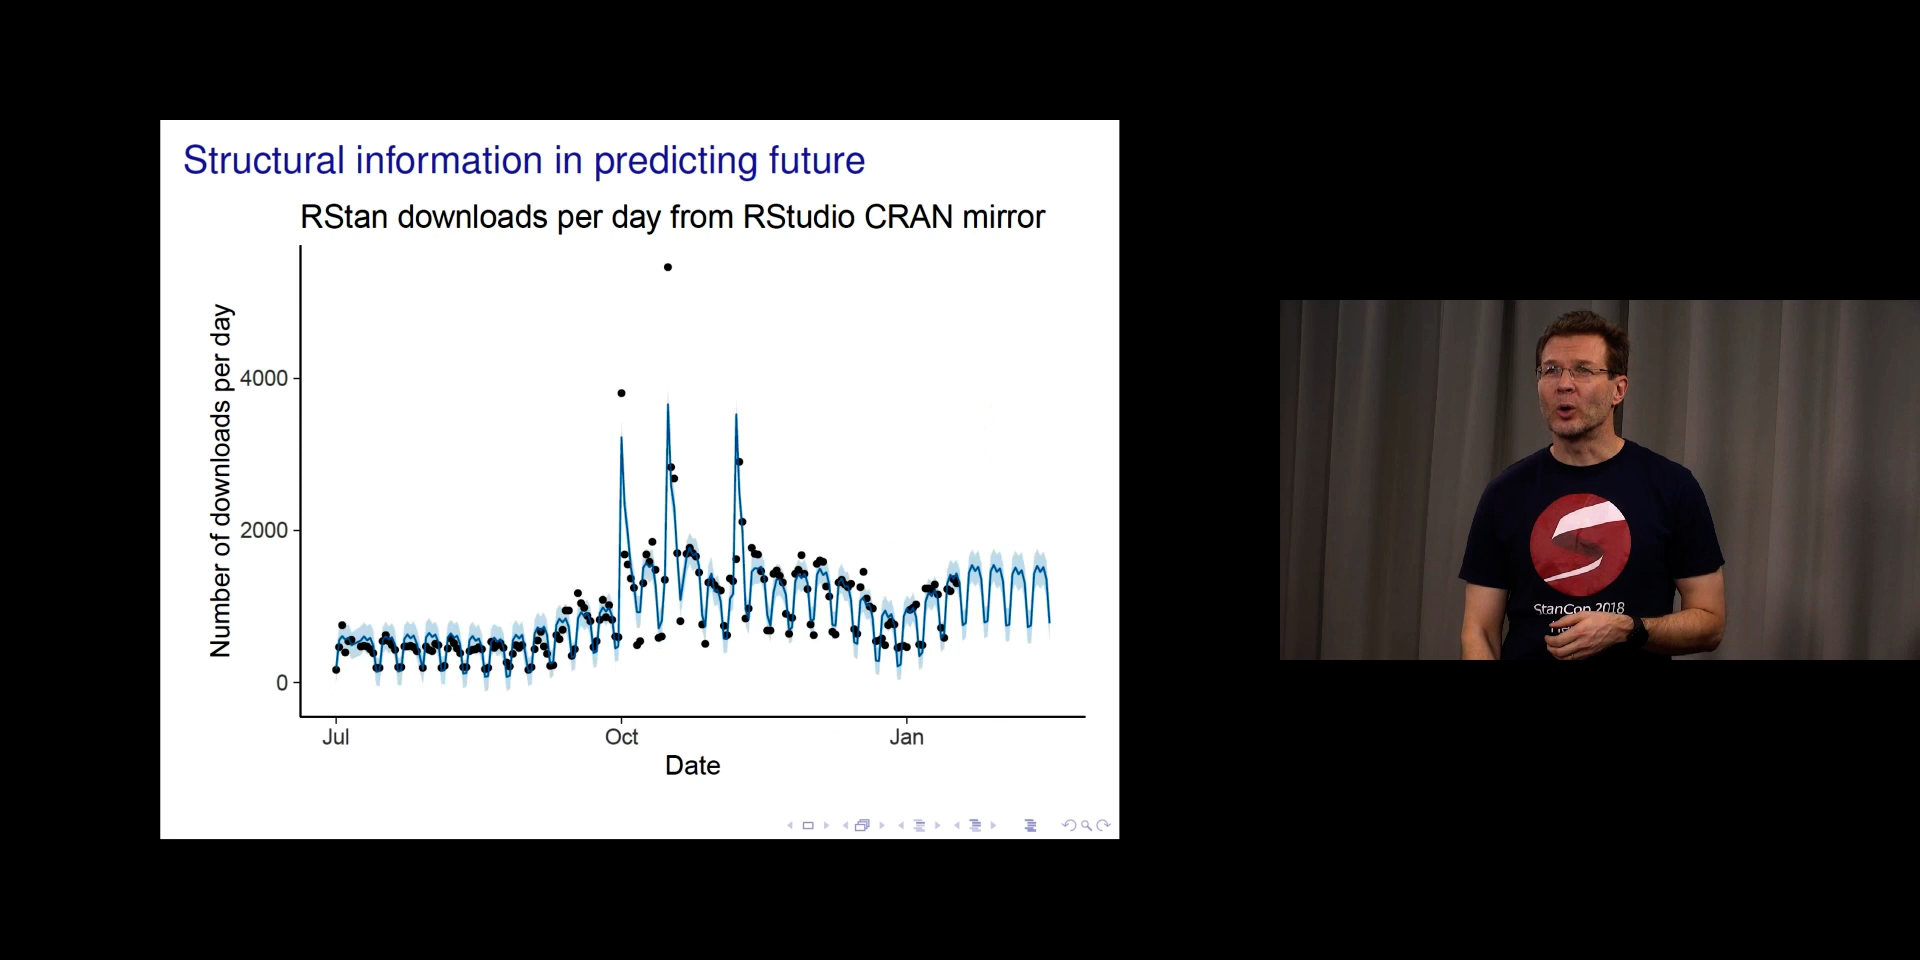 Structural information in predicting future
RStan downloads per day from RStudio CRAN mirror
Number of downloads per day
4000
2000
0
Jul
Oct
Jan
Date
StanCon 2018